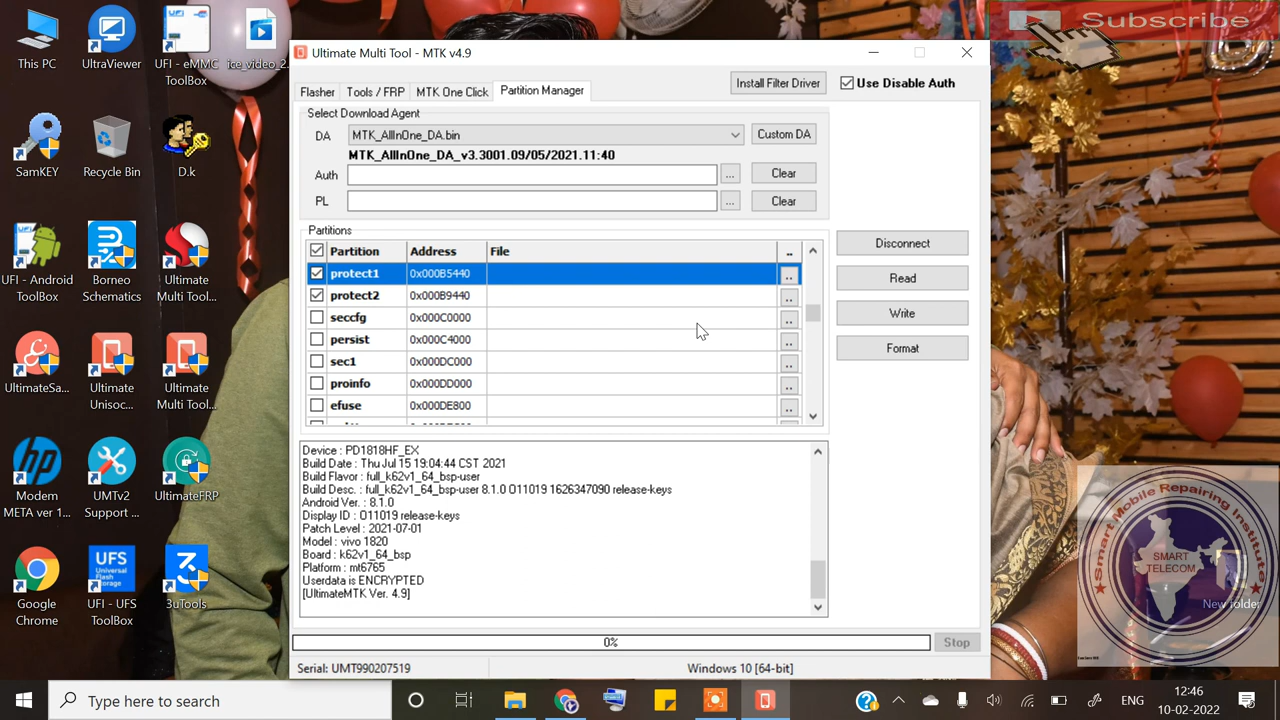 Subscribe
This PC
UltraViewer
UFI - eMMC
ToolBox
ice_video_2...
SamKEY
Recycle Bin
D.k
UFI - Android
ToolBox
Borneo
Schematics
Ultimate
Multi Tool...
UltimateSa...
Ultimate
Unisoc...
Ultimate
Multi Tool...
Modem
META ver 1...
UMTv2
Support ...
UltimateFRP
Google
Chrome
UFS
Universal
Flash
Storage
UFI - UFS
ToolBox
3uTools
Ultimate Multi Tool - MTK v4.9
Flasher
Tools / FRP
MTK One Click
Partition Manager
Install Filter Driver
Use Disable Auth
Select Download Agent
DA
MTK_AllInOne_DA.bin
Custom DA
MTK_AllInOne_DA_v3.3001.09/05/2021.11:40
Auth
...
Clear
PL
...
Clear
Partitions
Partition Address File ..
protect1 0x000B5440 ..
protect2 0x000B9440 ..
seccfg 0x000C0000 ..
persist 0x000C4000 ..
sec1 0x000DC000 ..
proinfo 0x000DD000 ..
efuse 0x000DE800 ..
Disconnect
Read
Write
Format
Device : PD1818HF_EX
Build Date : Thu Jul 15 19:04:44 CST 2021
Build Flavor : full_k62v1_64_bsp-user
Build Desc. : full_k62v1_64_bsp-user 8.1.0 O11019 1626347090 release-keys
Android Ver. : 8.1.0
Display ID : O11019 release-keys
Patch Level : 2021-07-01
Model : vivo 1820
Board : k62v1_64_bsp
Platform : mt6765
Userdata is ENCRYPTED
[UltimateMTK Ver. 4.9]
0%
Stop
Serial: UMT990207519
Windows 10 [64-bit]
Smart Mobile Repairing Institute
SMART
TELECOM
New folder
Type here to search
ENG
12:46
10-02-2022